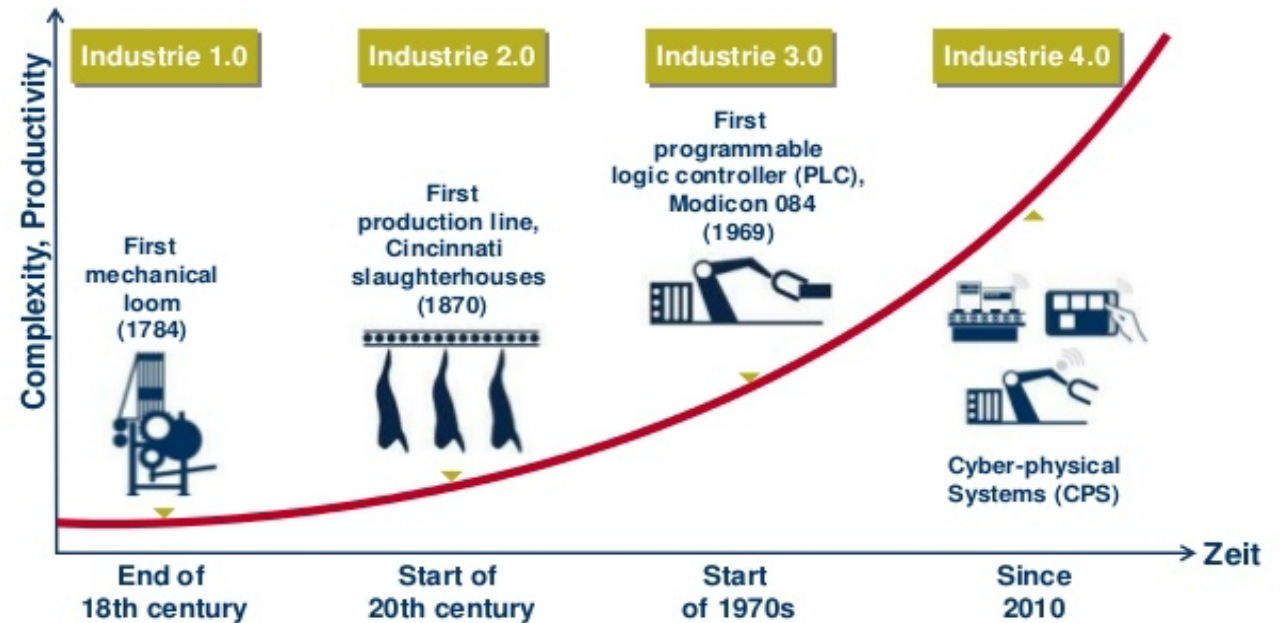 Complexity, Productivity
Industrie 1.0
Industrie 2.0
Industrie 3.0
Industrie 4.0
First
mechanical
loom
(1784)
First
production line,
Cincinnati
slaughterhouses
(1870)
First
programmable
logic controller (PLC),
Modicon 084
(1969)
Cyber-physical
Systems (CPS)
Zeit
End of
18th century
Start of
20th century
Start
of 1970s
Since
2010